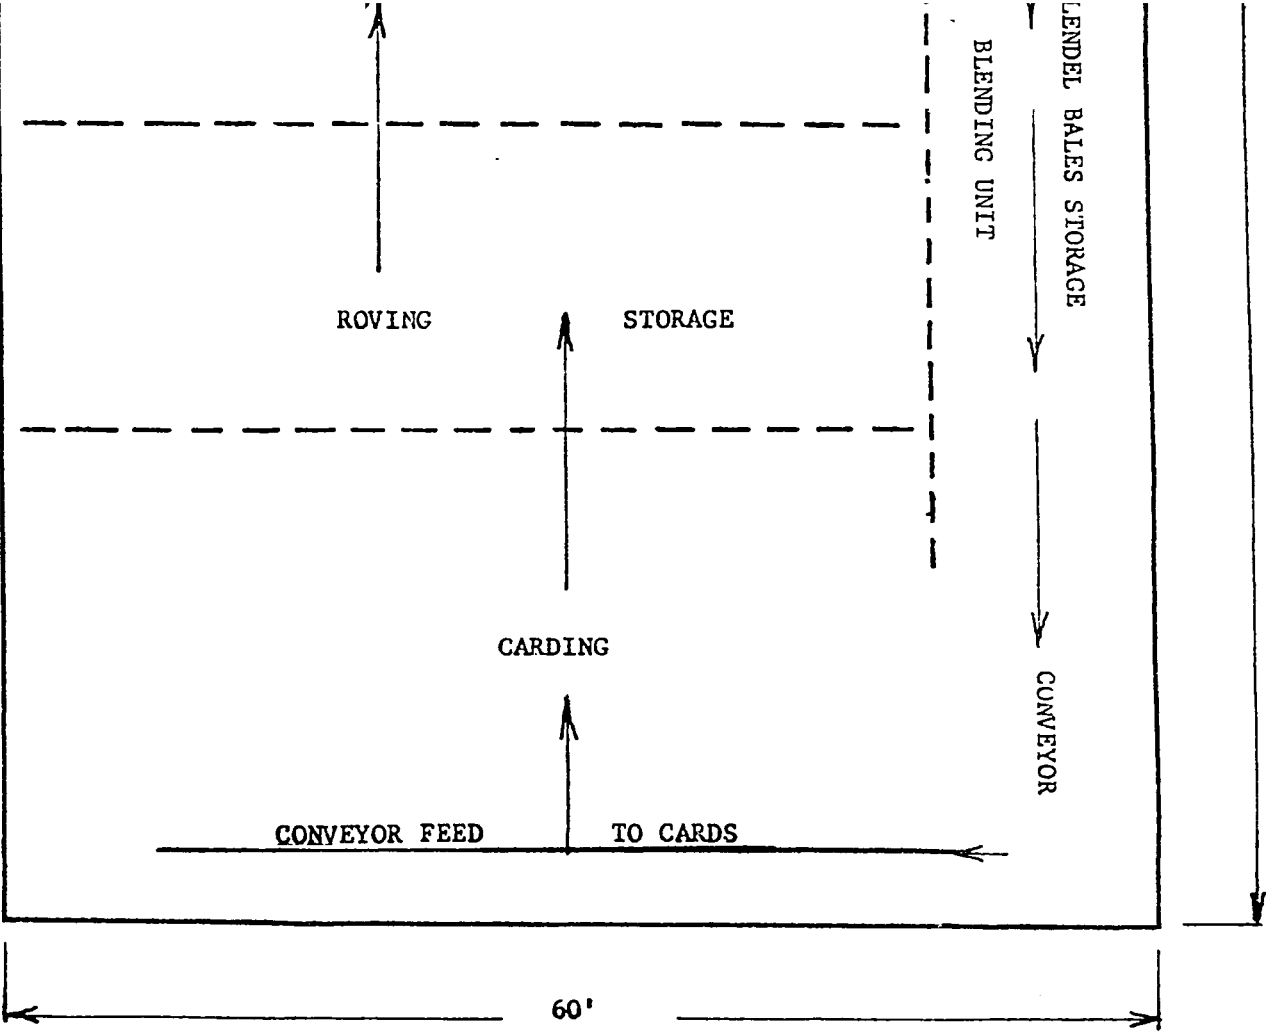 LENDEL BALES STORAGE
BLENDING UNIT
ROVING STORAGE
CARDING
CONVEYOR
CONVEYOR FEED TO CARDS
60'